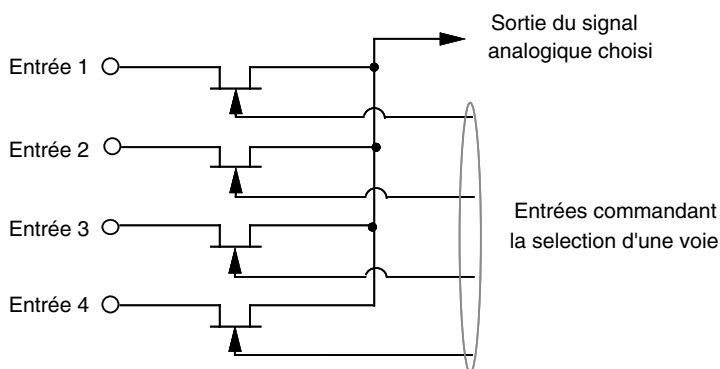 Sortie du signal
analogique choisi
Entrée 1
Entrée 2
Entrée 3
Entrée 4
Entrées commandant
la selection d'une voie